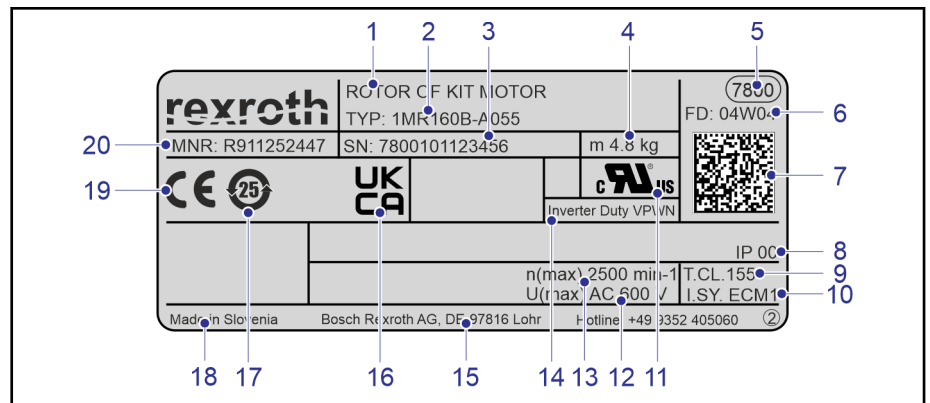 1 2 3 4 5
rexroth
ROTOR OF KIT MOTOR
7800
TYP: 1MR160B-A055
FD: 04W04
6
20
MNR: R911252447
SN: 7800101123456
m 4.8 kg
19
CE
25
UK
CA
c RU ® US
7
Inverter Duty VPWN
IP 00
8
n(max) 2500 min-1
T.CL.155
9
U(max) AC 600 V
I.SY. ECM1
10
Made in Slovenia
Bosch Rexroth AG, DE-97816 Lohr
Hotline +49 9352 405060
2
18 17 16 15 14 13 12 11